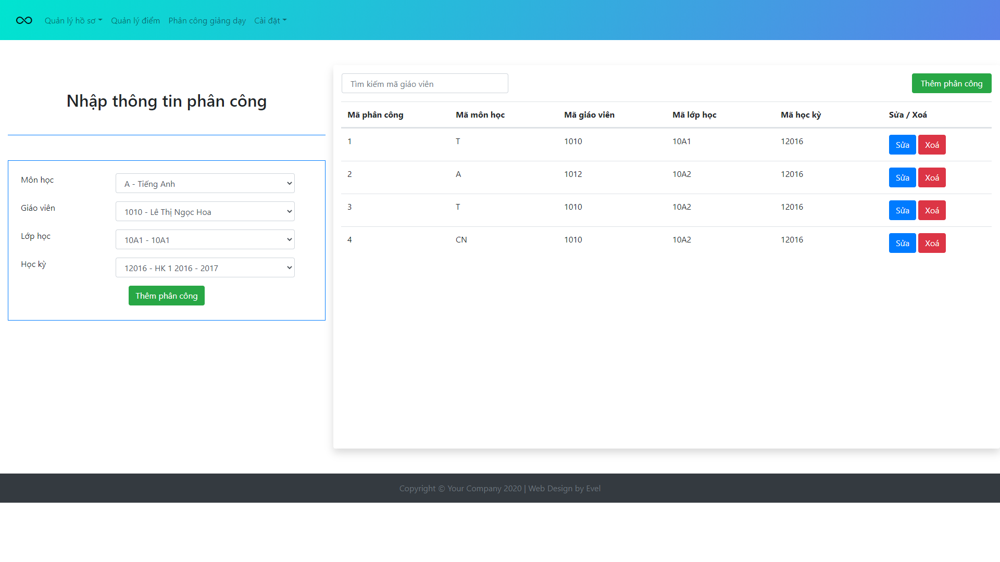 Quản lý hồ sơ Quản lý điểm Phân công giảng dạy Cài đặt
Nhập thông tin phân công
Môn học A - Tiếng Anh
Giáo viên 1010 - Lê Thị Ngọc Hoa
Lớp học 10A1 - 10A1
Học kỳ 12016 - HK 1 2016 - 2017
Thêm phân công
Tìm kiếm mã giáo viên Thêm phân công
Mã phân công Mã môn học Mã giáo viên Mã lớp học Mã học kỳ Sửa / Xoá
1 T 1010 10A1 12016 Sửa Xoá
2 A 1012 10A2 12016 Sửa Xoá
3 T 1010 10A2 12016 Sửa Xoá
4 CN 1010 10A2 12016 Sửa Xoá
Copyright © Your Company 2020 | Web Design by Evel